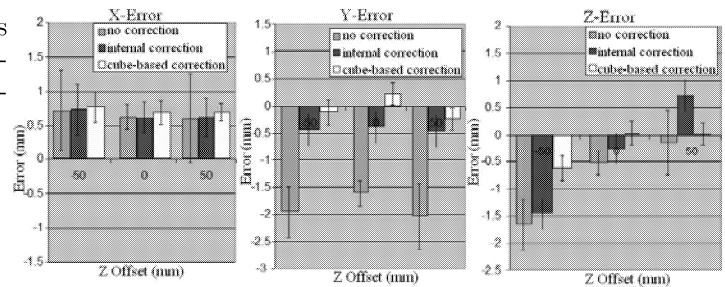 X-Error
2
1.5
1
0.5
0
-0.5
-1
-1.5
Error (mm)
no correction
internal correction
cube-based correction
50
0
50
Z Offset (mm)
Y-Error
1.5
1
0.5
0
-0.5
-1
-1.5
-2
-2.5
-3
Error (mm)
no correction
internal correction
cube-based correction
-50
0
50
Z Offset (mm)
Z-Error
2
1.5
1
0.5
0
-0.5
-1
-1.5
-2
-2.5
Error (mm)
no correction
internal correction
cube-based correction
-50
0
50
Z Offset (mm)